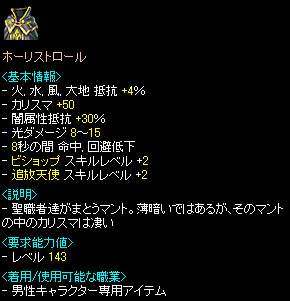 ホーリストロール
<基本情報>
- 火, 水, 風, 大地 抵抗 +4%
- カリスマ +50
- 闇属性抵抗 +30%
- 光ダメージ 8～15
- 8秒の間 命中, 回避低下
- ビショップ スキルレベル +2
- 追放天使 スキルレベル +2
<説明>
- 聖職者達がまとうマント。薄暗いではあるが、そのマント
の中のカリスマは凄い
<要求能力値>
- レベル 143
<着用/使用可能な職業>
- 男性キャラクター専用アイテム